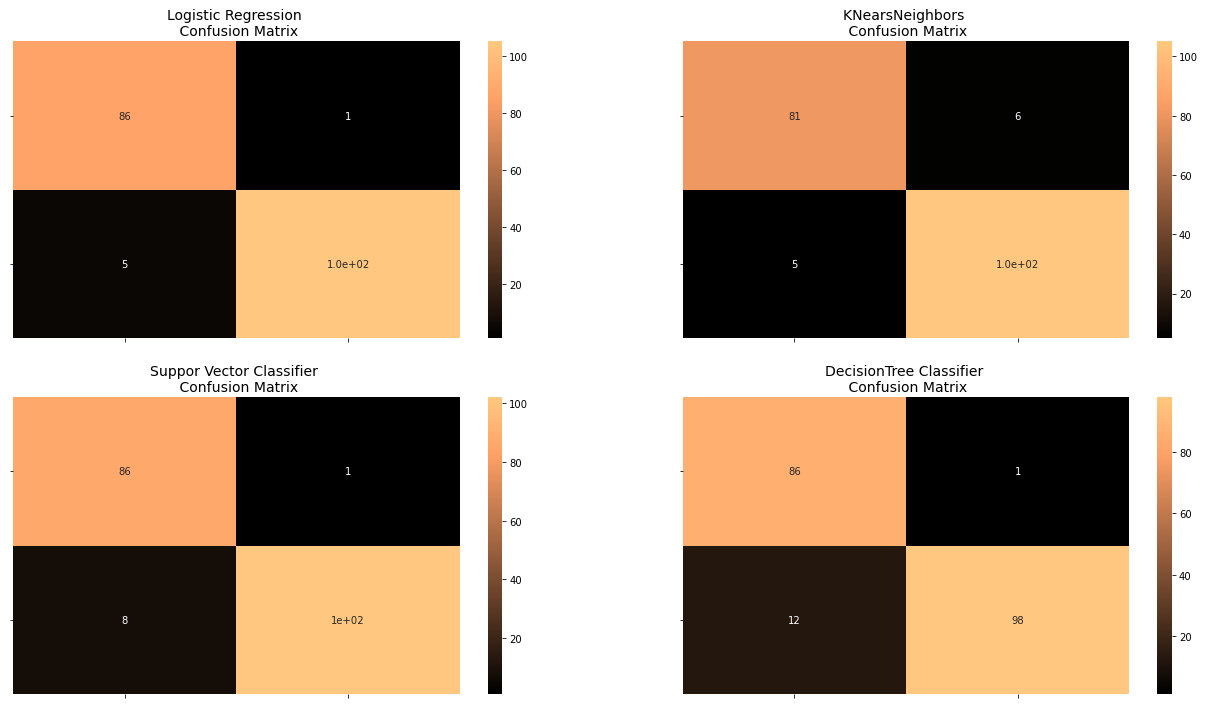 Logistic Regression
Confusion Matrix
86
1
5
1.0e+02
100
80
60
40
20
KNearsNeighbors
Confusion Matrix
81
6
5
1.0e+02
100
80
60
40
20
Suppor Vector Classifier
Confusion Matrix
86
1
8
1e+02
100
80
60
40
20
DecisionTree Classifier
Confusion Matrix
86
1
12
98
80
60
40
20